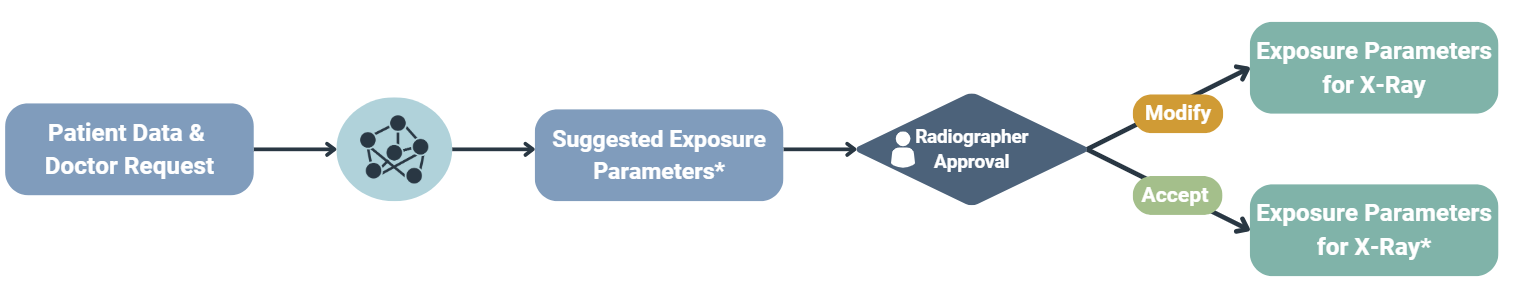 Patient Data &
Doctor Request
Suggested Exposure
Parameters*
Radiographer
Approval
Modify
Accept
Exposure Parameters
for X-Ray
Exposure Parameters
for X-Ray*